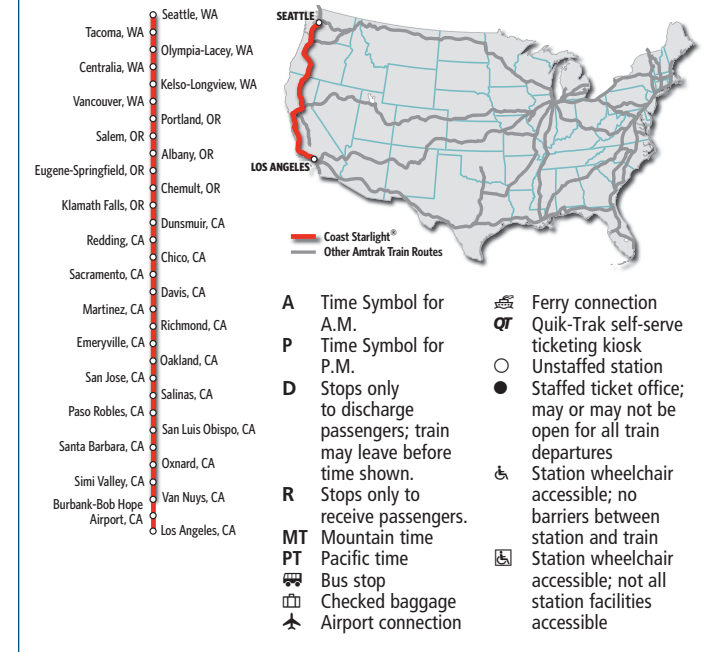 Seattle, WA
Tacoma, WA
Olympia-Lacey, WA
Centralia, WA
Kelso-Longview, WA
Vancouver, WA
Portland, OR
Salem, OR
Albany, OR
Eugene-Springfield, OR
Chemult, OR
Klamath Falls, OR
Dunsmuir, CA
Redding, CA
Chico, CA
Sacramento, CA
Davis, CA
Martinez, CA
Richmond, CA
Emeryville, CA
Oakland, CA
San Jose, CA
Salinas, CA
Paso Robles, CA
San Luis Obispo, CA
Santa Barbara, CA
Oxnard, CA
Simi Valley, CA
Van Nuys, CA
Burbank-Bob Hope
Airport, CA
Los Angeles, CA
SEATTLE
LOS ANGELES
Coast Starlight®
Other Amtrak Train Routes
A Time Symbol for
A.M.
P Time Symbol for
P.M.
D Stops only
to discharge
passengers; train
may leave before
time shown.
R Stops only to
receive passengers.
MT Mountain time
PT Pacific time
Bus stop
Checked baggage
Airport connection
Ferry connection
QT Quik-Trak self-serve
ticketing kiosk
Unstaffed station
Staffed ticket office;
may or may not be
open for all train
departures
Station wheelchair
accessible; no
barriers between
station and train
Station wheelchair
accessible; not all
station facilities
accessible